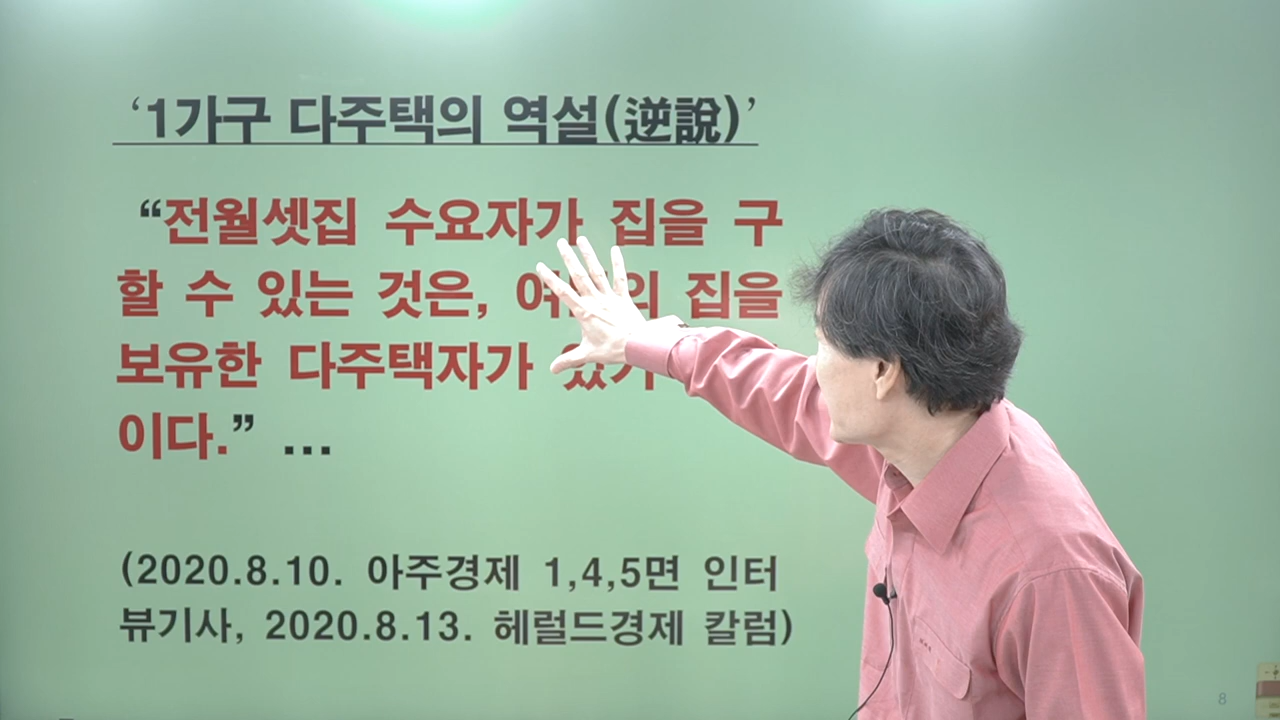 ‘1가구 다주택의 역설(逆說)’
“전월셋집 수요자가 집을 구
할 수 있는 것은, 집을
보유한 다주택자가
이다.” ...
(2020.8.10. 아주경제 1,4,5면 인터
뷰기사, 2020.8.13. 헤럴드경제 칼럼)
8